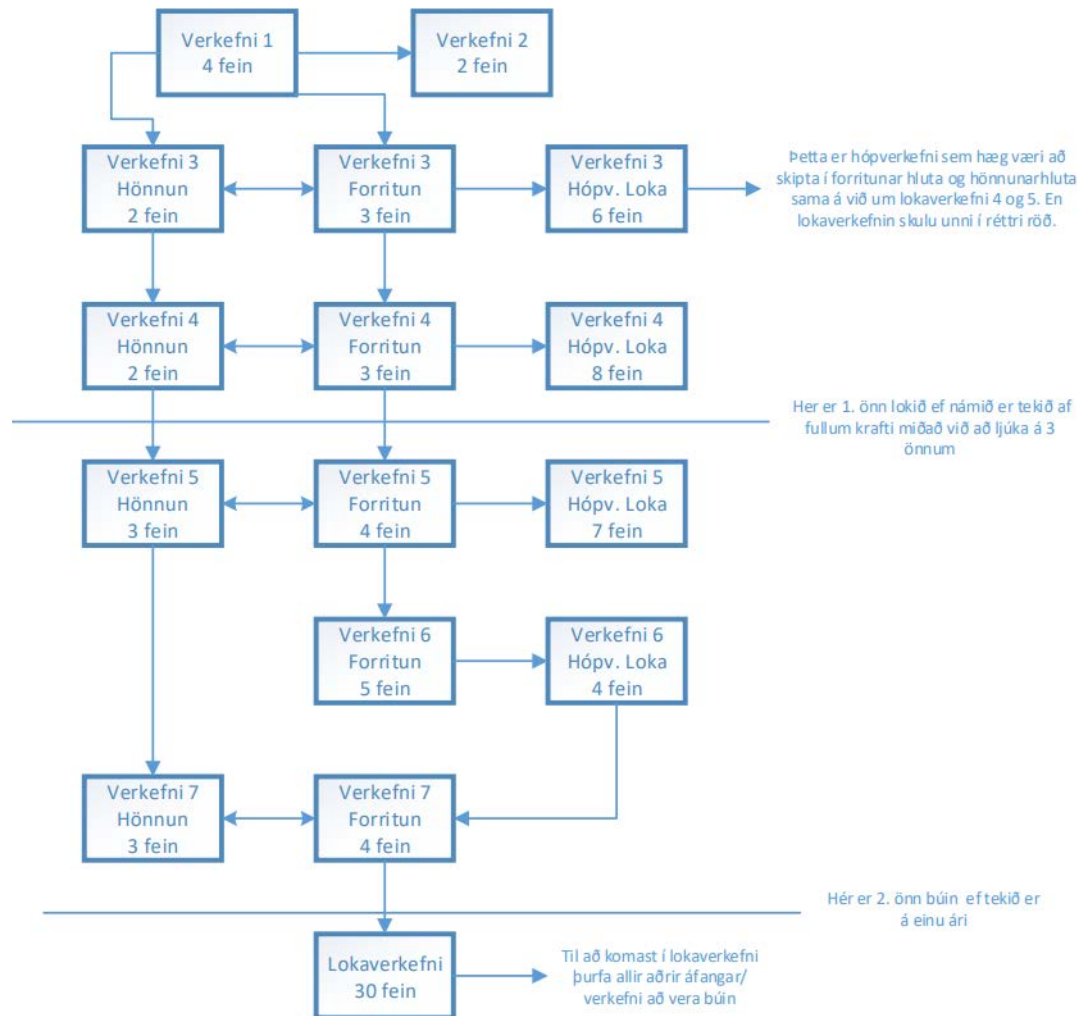 Verkefni 1
4 fein
Verkefni 2
2 fein
Verkefni 3
Hönnun
2 fein
Verkefni 3
Forritun
3 fein
Verkefni 3
Hópv. Loka
6 fein
Þetta er hópverkefni sem hæg væri að
skipta í forritunar hluta og hönnunarhluta
sama á við um lokaverkefni 4 og 5. En
lokaverkefnin skulu unni í réttri röð.
Verkefni 4
Hönnun
2 fein
Verkefni 4
Forritun
3 fein
Verkefni 4
Hópv. Loka
8 fein
Her er 1. önn lokið ef námið er tekið af
fullum krafti miðað við að ljúka á 3
önnum
Verkefni 5
Hönnun
3 fein
Verkefni 5
Forritun
4 fein
Verkefni 5
Hópv. Loka
7 fein
Verkefni 6
Forritun
5 fein
Verkefni 6
Hópv. Loka
4 fein
Verkefni 7
Hönnun
3 fein
Verkefni 7
Forritun
4 fein
Hér er 2. önn búin ef tekið er
á einu ári
Lokaverkefni
30 fein
Til að komast í lokaverkefni
þurfa allir aðrir áfangar/
verkefni að vera búin